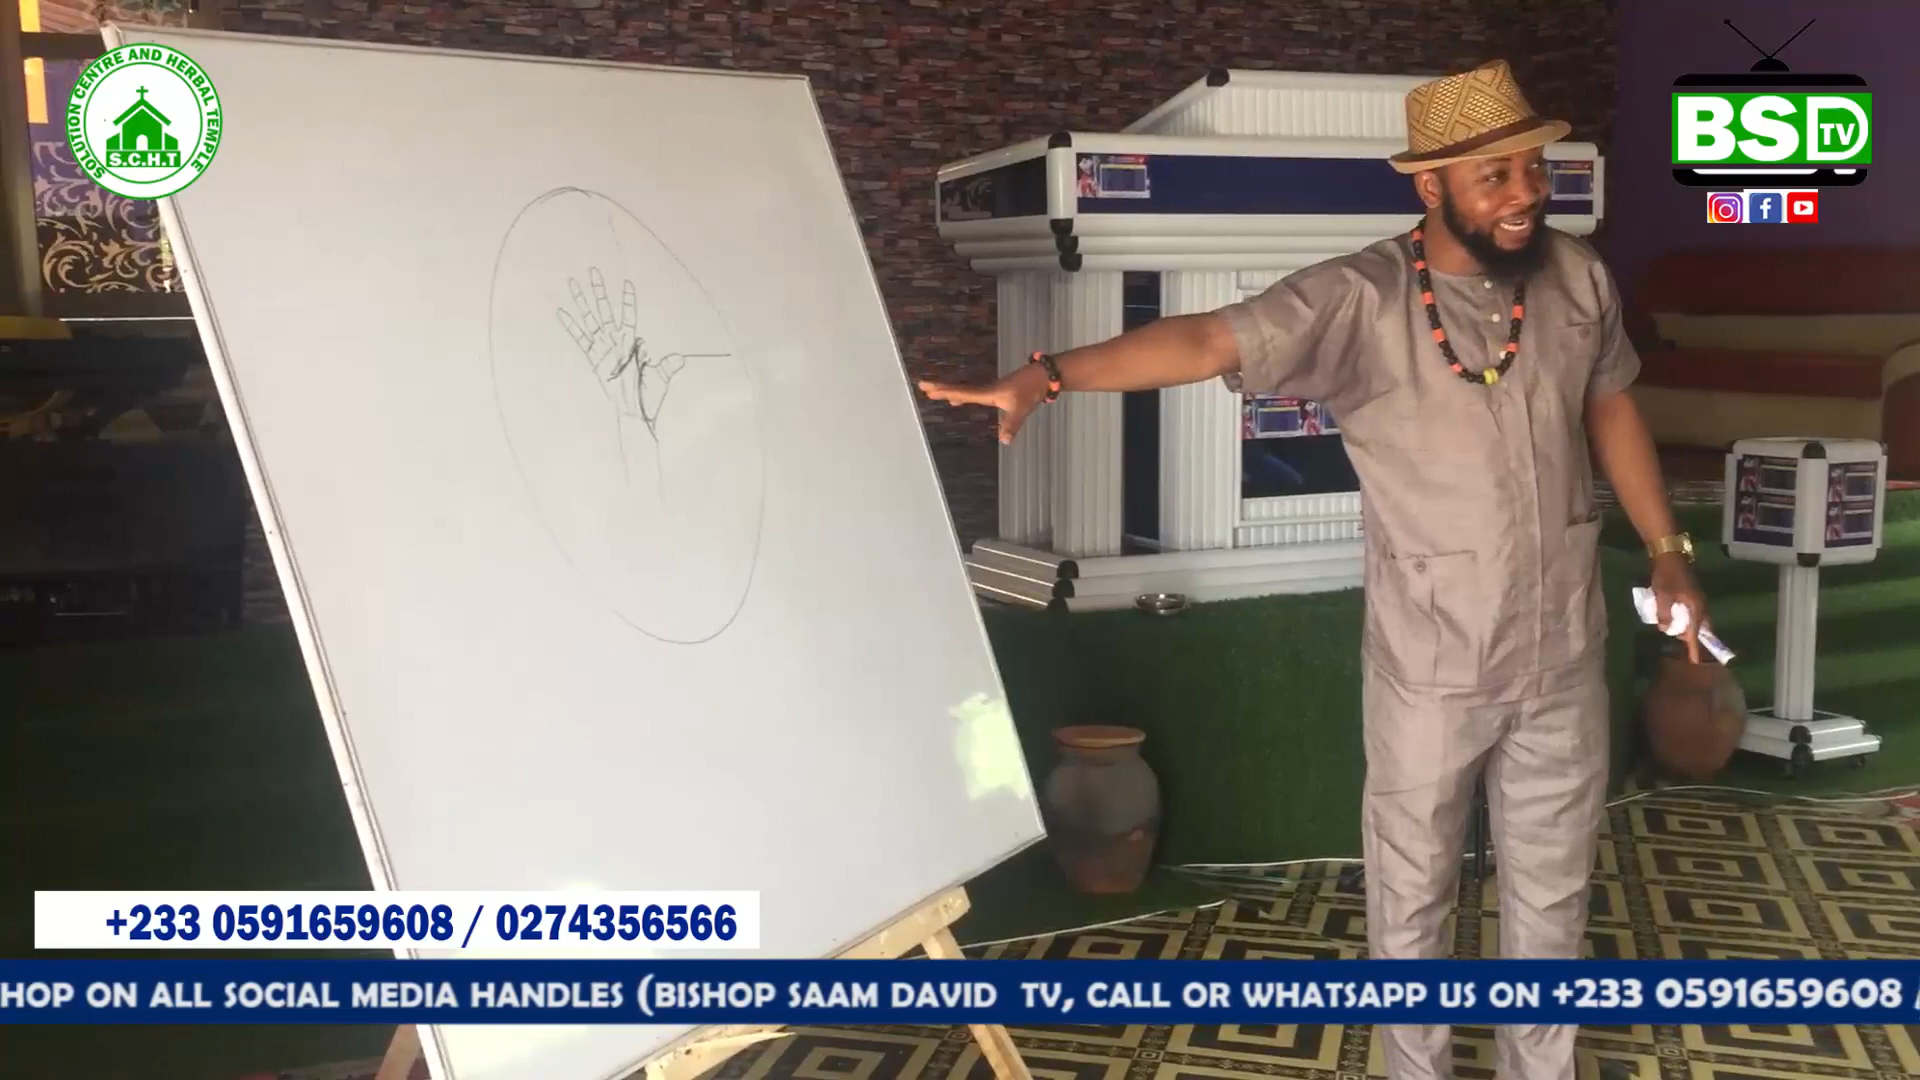 SOLUTION CENTRE AND HERBAL TEMPLE
S.C.H.T
BSD TV
+233 0591659608 / 0274356566
HOP ON ALL SOCIAL MEDIA HANDLES (BISHOP SAAM DAVID TV, CALL OR WHATSAPP US ON +233 0591659608 /